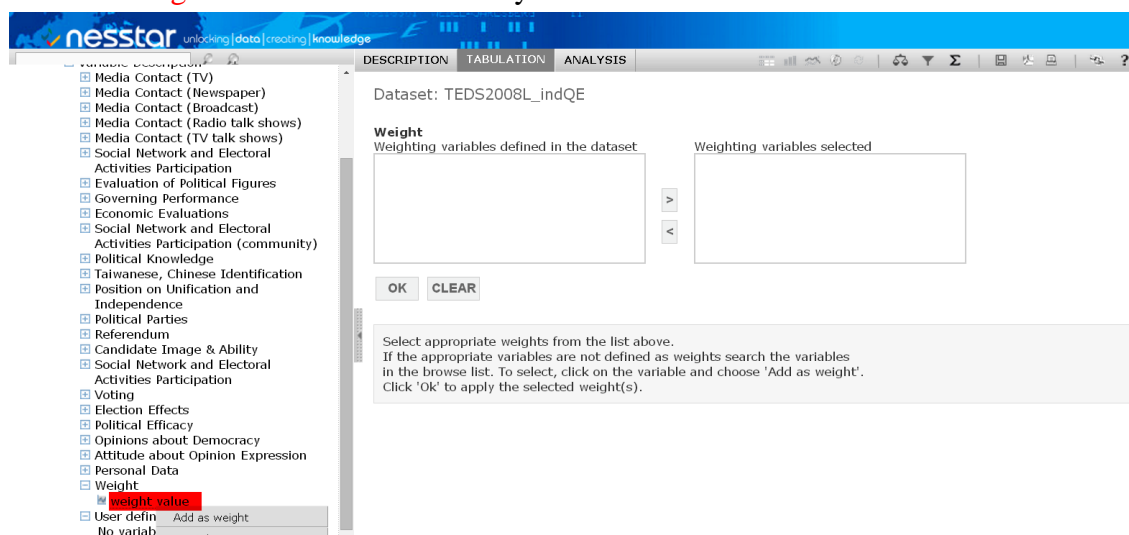 nesstar unlocking|data|creating|knowledge
DESCRIPTION TABULATION ANALYSIS
Σ ?
Variable Description
Media Contact (TV)
Media Contact (Newspaper)
Media Contact (Broadcast)
Media Contact (Radio talk shows)
Media Contact (TV talk shows)
Social Network and Electoral
Activities Participation
Evaluation of Political Figures
Governing Performance
Economic Evaluations
Social Network and Electoral
Activities Participation (community)
Political Knowledge
Taiwanese, Chinese Identification
Position on Unification and
Independence
Political Parties
Referendum
Candidate Image & Ability
Social Network and Electoral
Activities Participation
Voting
Election Effects
Political Efficacy
Opinions about Democracy
Attitude about Opinion Expression
Personal Data
Weight
weight value
User defin
Add as weight
No variab
Dataset: TEDS2008L_indQE
Weight
Weighting variables defined in the dataset
Weighting variables selected
>
<
OK CLEAR
Select appropriate weights from the list above.
If the appropriate variables are not defined as weights search the variables
in the browse list. To select, click on the variable and choose 'Add as weight'.
Click 'Ok' to apply the selected weight(s).